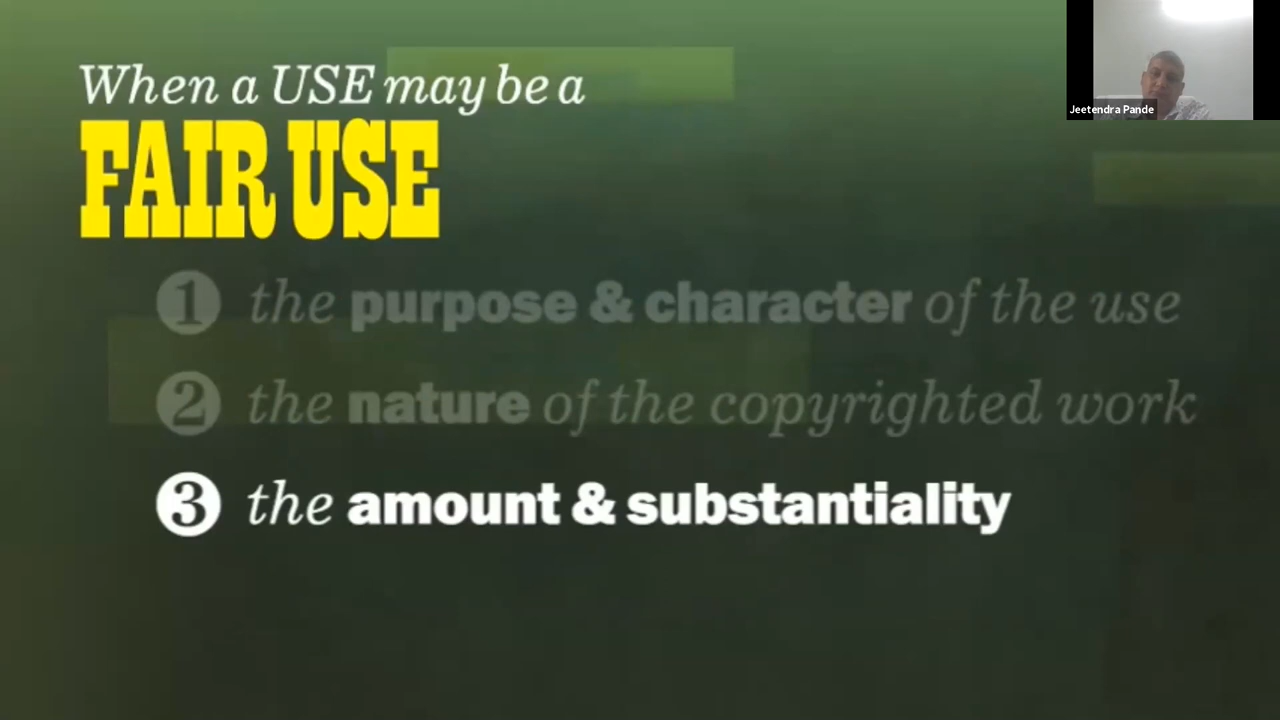 When a USE may be a
FAIR USE
1 the purpose & character of the use
2 the nature of the copyrighted work
3 the amount & substantiality
Jeetendra Pande